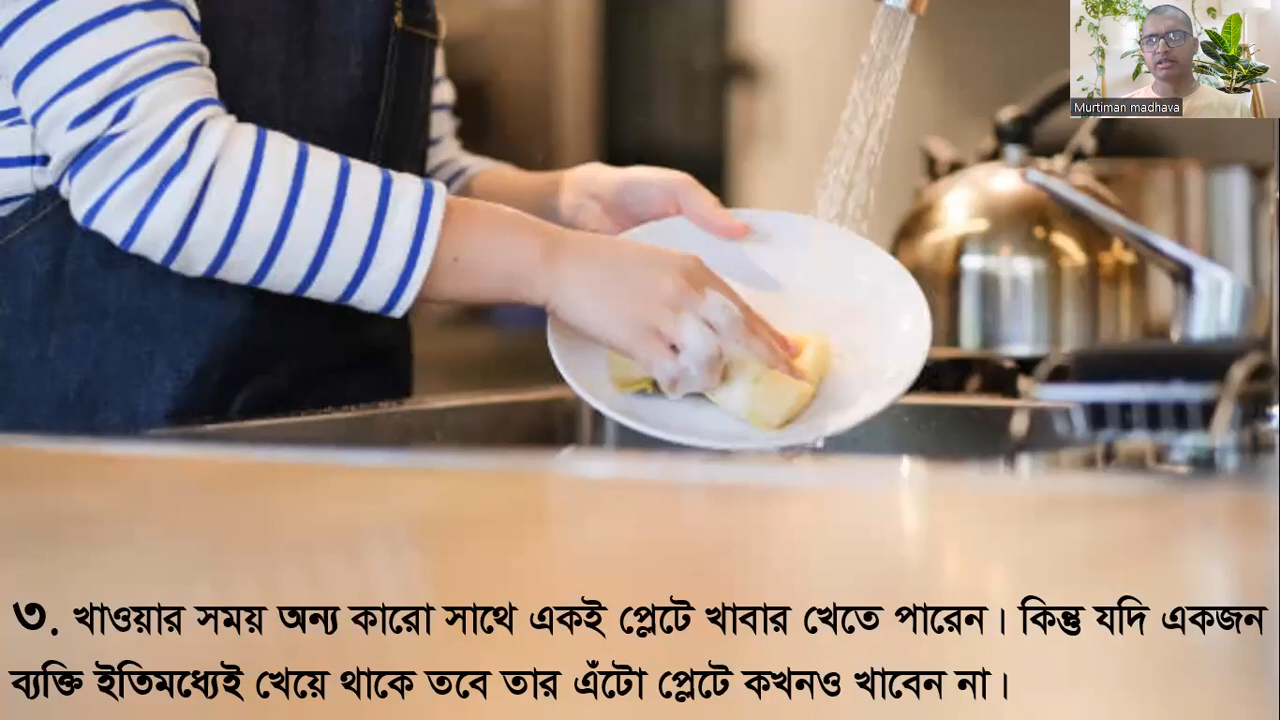 Murtiman madhava
৩. খাওয়ার সময় অন্য কারো সাথে একই প্লেটে খাবার খেতে পারেন। কিন্তু যদি একজন
ব্যক্তি ইতিমধ্যেই খেয়ে থাকে তবে তার এঁটো প্লেটে কখনও খাবেন না।